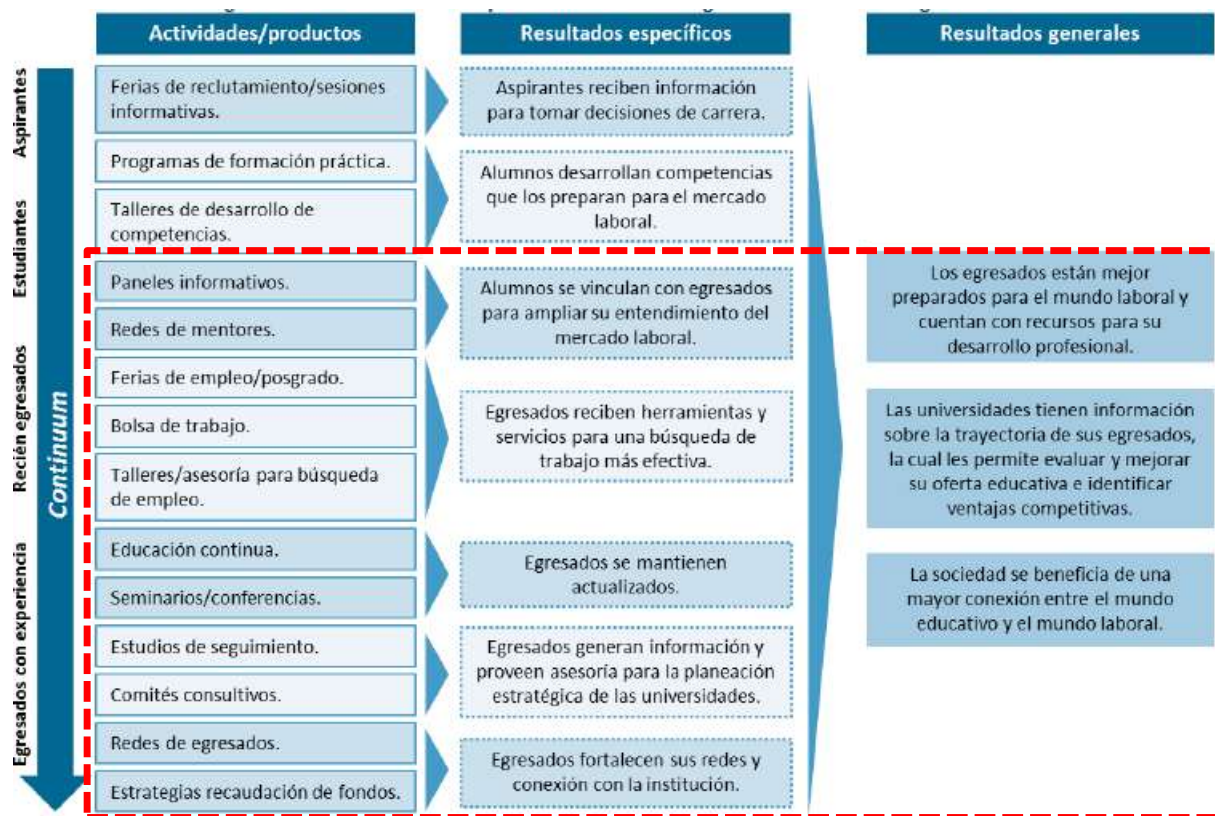 Actividades/productos
Resultados específicos
Resultados generales
Aspirantes
Estudiantes
Recién egresados
Egresados con experiencia
Continuum
Ferias de reclutamiento/sesiones
informativas.
Programas de formación práctica.
Talleres de desarrollo de
competencias.
Paneles informativos.
Redes de mentores.
Ferias de empleo/posgrado.
Bolsa de trabajo.
Talleres/asesoría para búsqueda
de empleo.
Educación continua.
Seminarios/conferencias.
Estudios de seguimiento.
Comités consultivos.
Redes de egresados.
Estrategias recaudación de fondos.
Aspirantes reciben información
para tomar decisiones de carrera.
Alumnos desarrollan competencias
que los preparan para el mercado
laboral.
Alumnos se vinculan con egresados
para ampliar su entendimiento del
mercado laboral.
Egresados reciben herramientas y
servicios para una búsqueda de
trabajo más efectiva.
Egresados se mantienen
actualizados.
Egresados generan información y
proveen asesoría para la planeación
estratégica de las universidades.
Egresados fortalecen sus redes y
conexión con la institución.
Los egresados están mejor
preparados para el mundo laboral y
cuentan con recursos para su
desarrollo profesional.
Las universidades tienen información
sobre la trayectoria de sus egresados,
la cual les permite evaluar y mejorar
su oferta educativa e identificar
ventajas competitivas.
La sociedad se beneficia de una
mayor conexión entre el mundo
educativo y el mundo laboral.